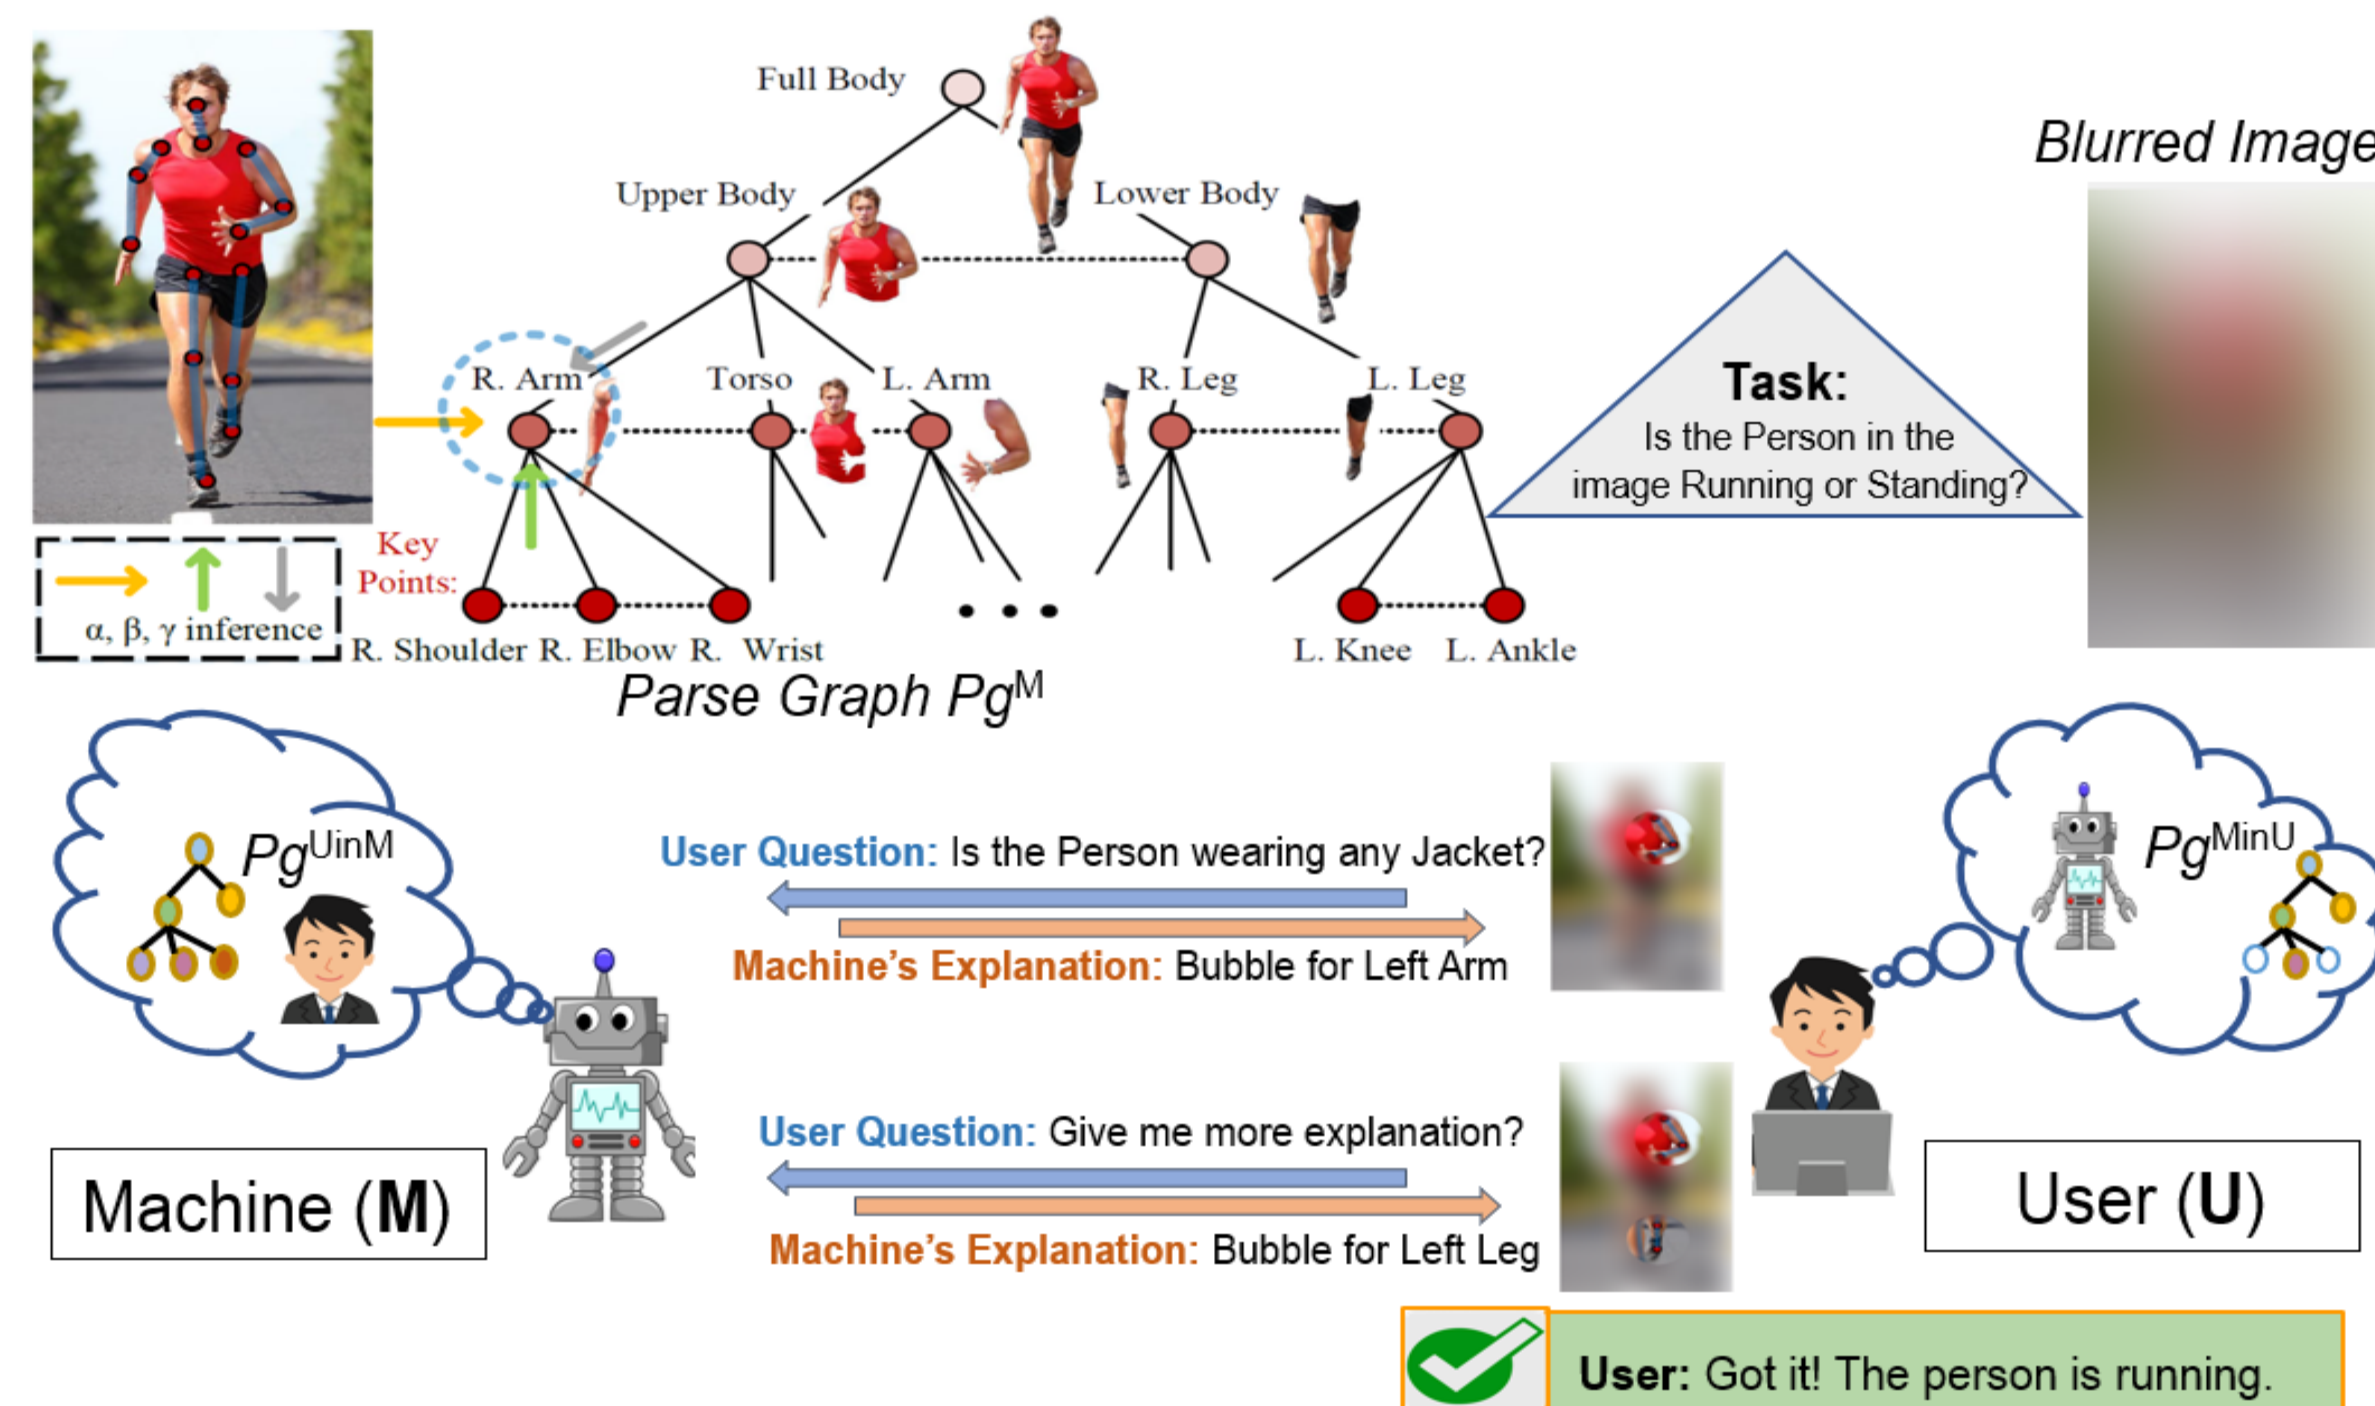 Full Body
Upper Body
Lower Body
R. Arm
Torso
L. Arm
R. Leg
L. Leg
Key
Points:
α, β, γ inference
R. Shoulder R. Elbow R. Wrist
L. Knee L. Ankle
Parse Graph Pgᴹ
Task:
Is the Person in the
image Running or Standing?
Blurred Image
PgUinM
User Question: Is the Person wearing any Jacket?
Machine’s Explanation: Bubble for Left Arm
PgMinU
User Question: Give me more explanation?
Machine’s Explanation: Bubble for Left Leg
Machine (M)
User (U)
User: Got it! The person is running.